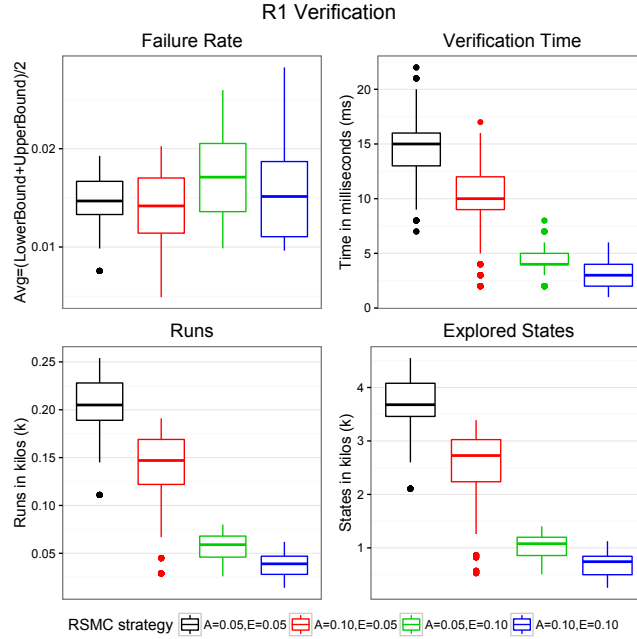 R1 Verification
Failure Rate
Avg=(LowerBound+UpperBound)/2
0.02
0.01
Verification Time
Time in milliseconds (ms)
20
15
10
5
0
Runs
Runs in kilos (k)
0.25
0.20
0.15
0.10
0.05
Explored States
States in kilos (k)
4
3
2
1
RSMC strategy A=0.05,E=0.05 A=0.10,E=0.05 A=0.05,E=0.10 A=0.10,E=0.10